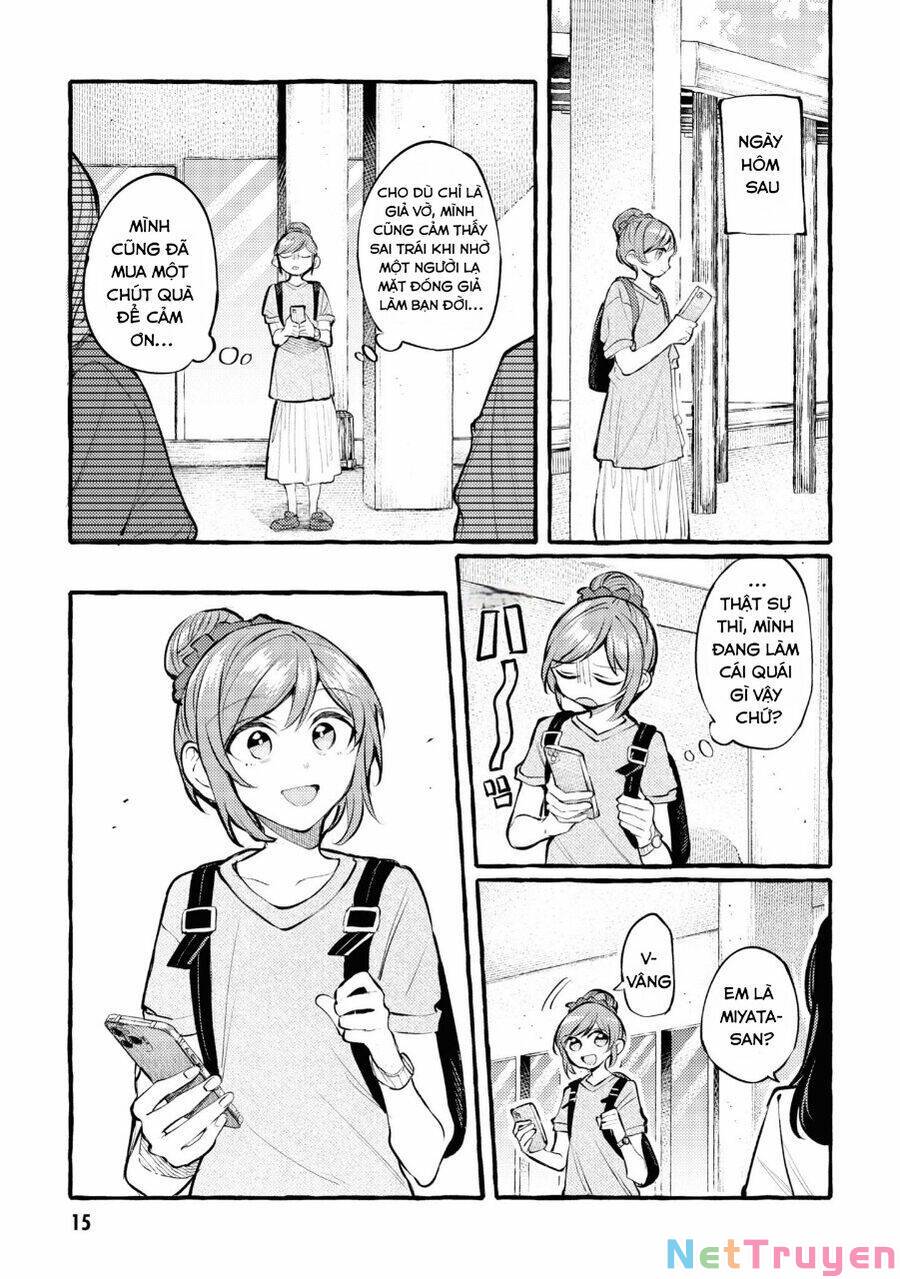 NGÀY
HÔM
SAU
CHO DÙ CHỈ LÀ
GIẢ VỜ, MÌNH
CŨNG CẢM THẤY
SAI TRÁI KHI NHỜ
MỘT NGƯỜI LẠ
MẶT ĐÓNG GIẢ
LÀM BẠN ĐỜI...
MÌNH
CŨNG ĐÃ
MUA MỘT
CHÚT QUÀ
ĐỂ CẢM
ƠN...
...
THẬT SỰ
THÌ, MÌNH
ĐANG LÀM
CÁI QUÁI
GÌ VẬY
CHỨ?
EM LÀ
MIYATA-
SAN?
V-
VÂNG
15
NetTruyen